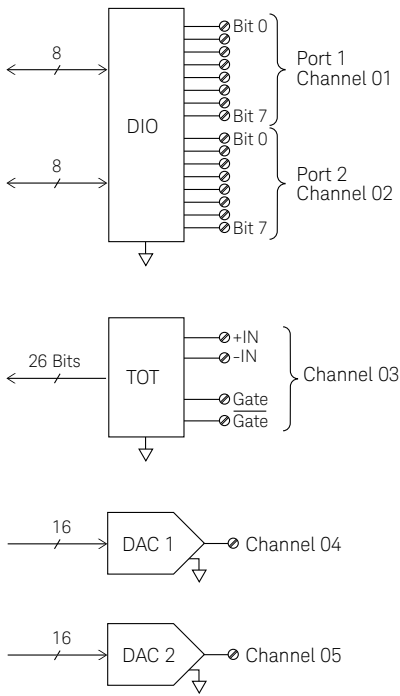 Bit 0
8
Port 1
Channel 01
DIO
Bit 7
Bit 0
8
Port 2
Channel 02
Bit 7
+IN
26 Bits
-IN
TOT
Channel 03
Gate
Gate
16
DAC 1
Channel 04
16
DAC 2
Channel 05